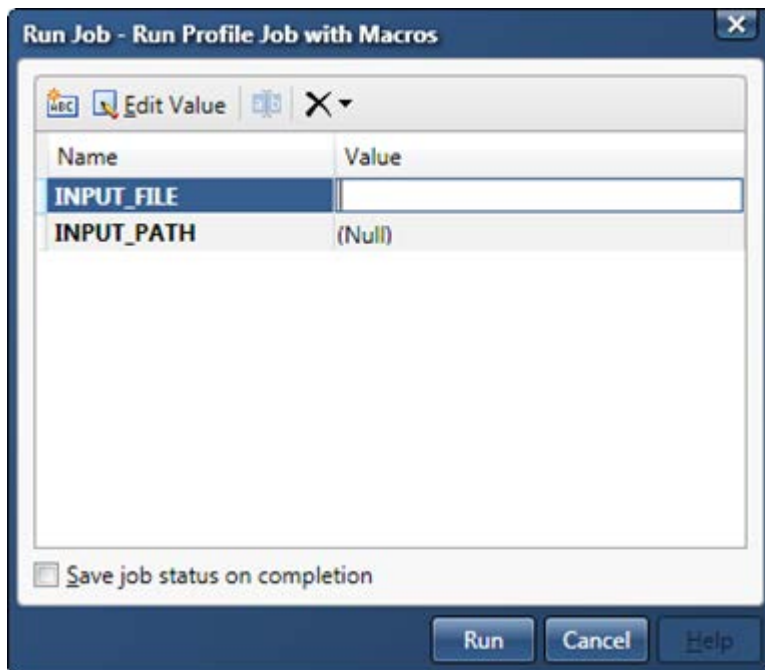 Run Job - Run Profile Job with Macros
ABC Edit Value
Name Value
INPUT_FILE
INPUT_PATH (Null)
Save job status on completion
Run Cancel Help